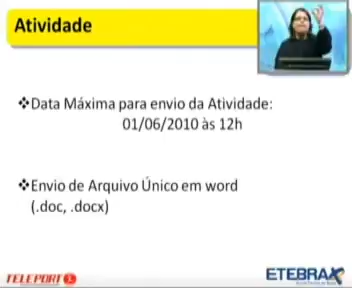 Atividade
❖Data Máxima para envio da Atividade:
01/06/2010 às 12h
❖Envio de Arquivo Único em word
(.doc, .docx)
TELEPORT
ETEBRAX